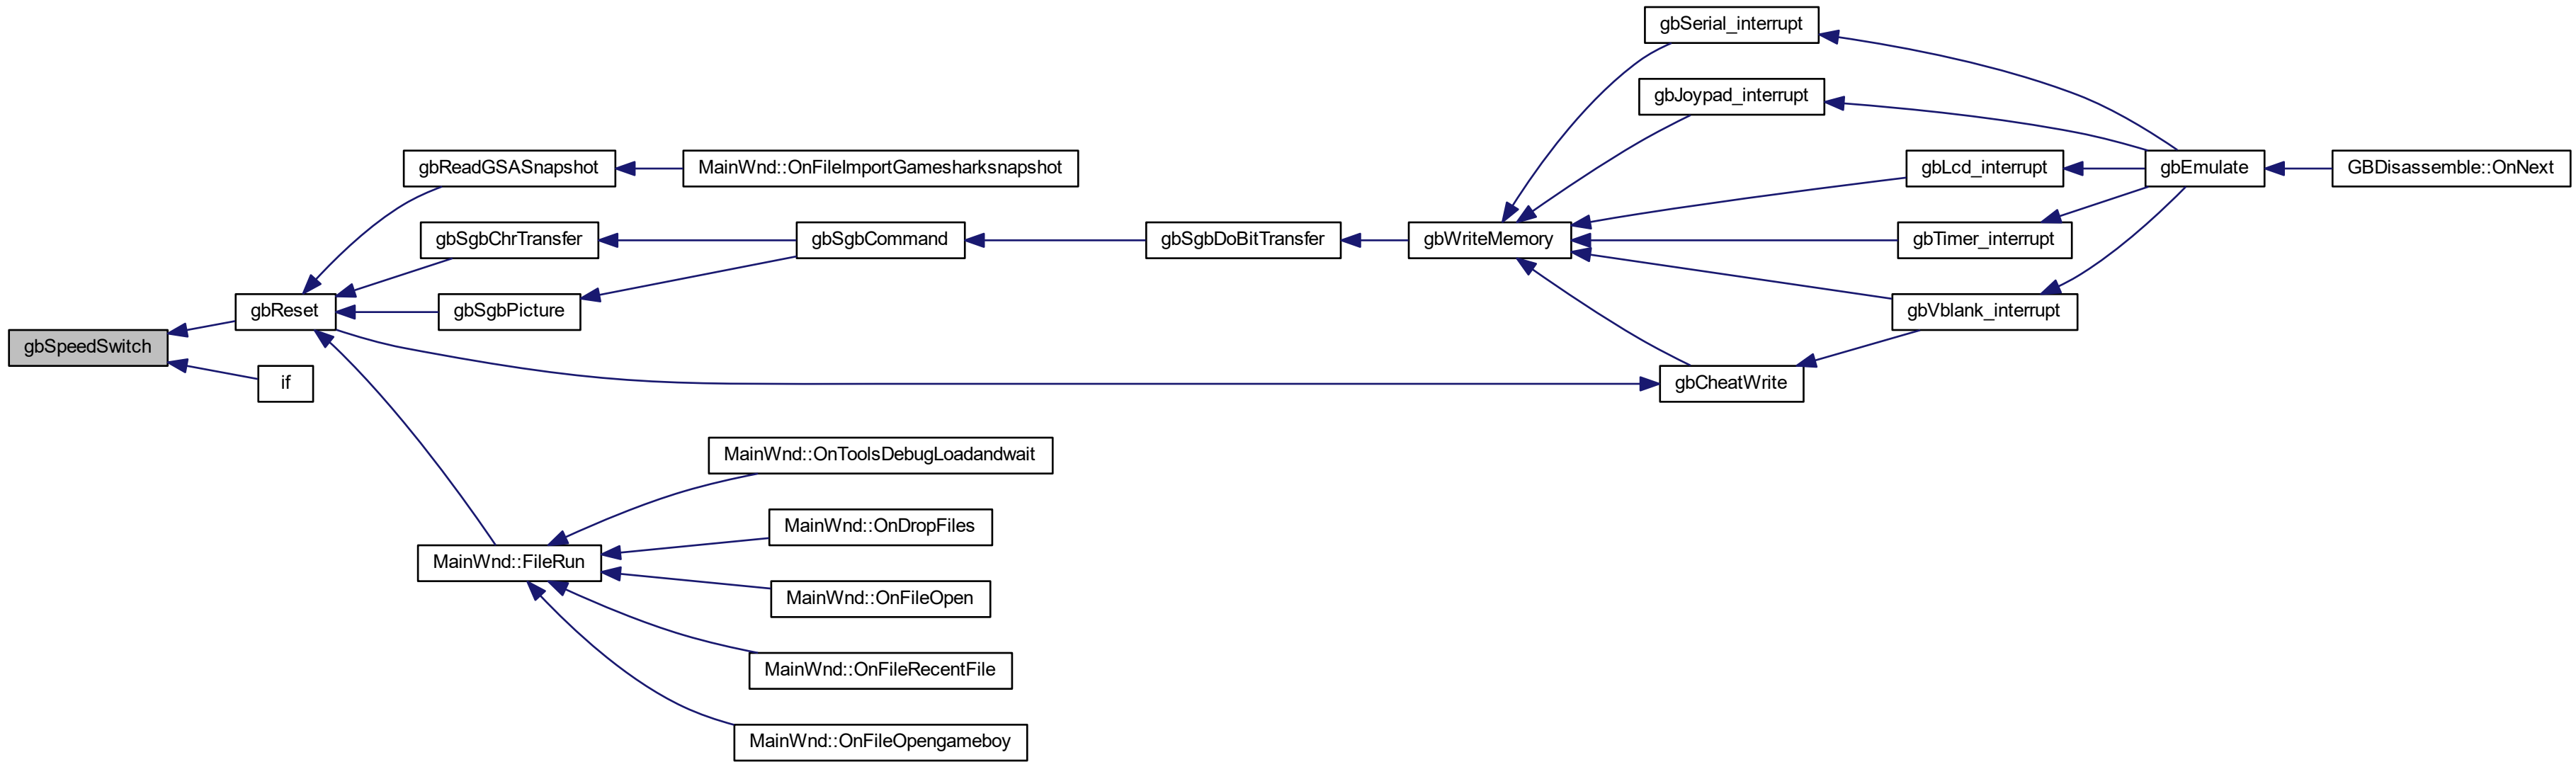 gbSerial_interrupt
gbJoypad_interrupt
gbReadGSASnapshot
MainWnd::OnFileImportGamesharksnapshot
gbLcd_interrupt
gbEmulate
GBDisassemble::OnNext
gbSgbChrTransfer
gbSgbCommand
gbSgbDoBitTransfer
gbWriteMemory
gbTimer_interrupt
gbReset
gbSgbPicture
gbVblank_interrupt
gbSpeedSwitch
if
gbCheatWrite
MainWnd::OnToolsDebugLoadandwait
MainWnd::OnDropFiles
MainWnd::FileRun
MainWnd::OnFileOpen
MainWnd::OnFileRecentFile
MainWnd::OnFileOpengameboy